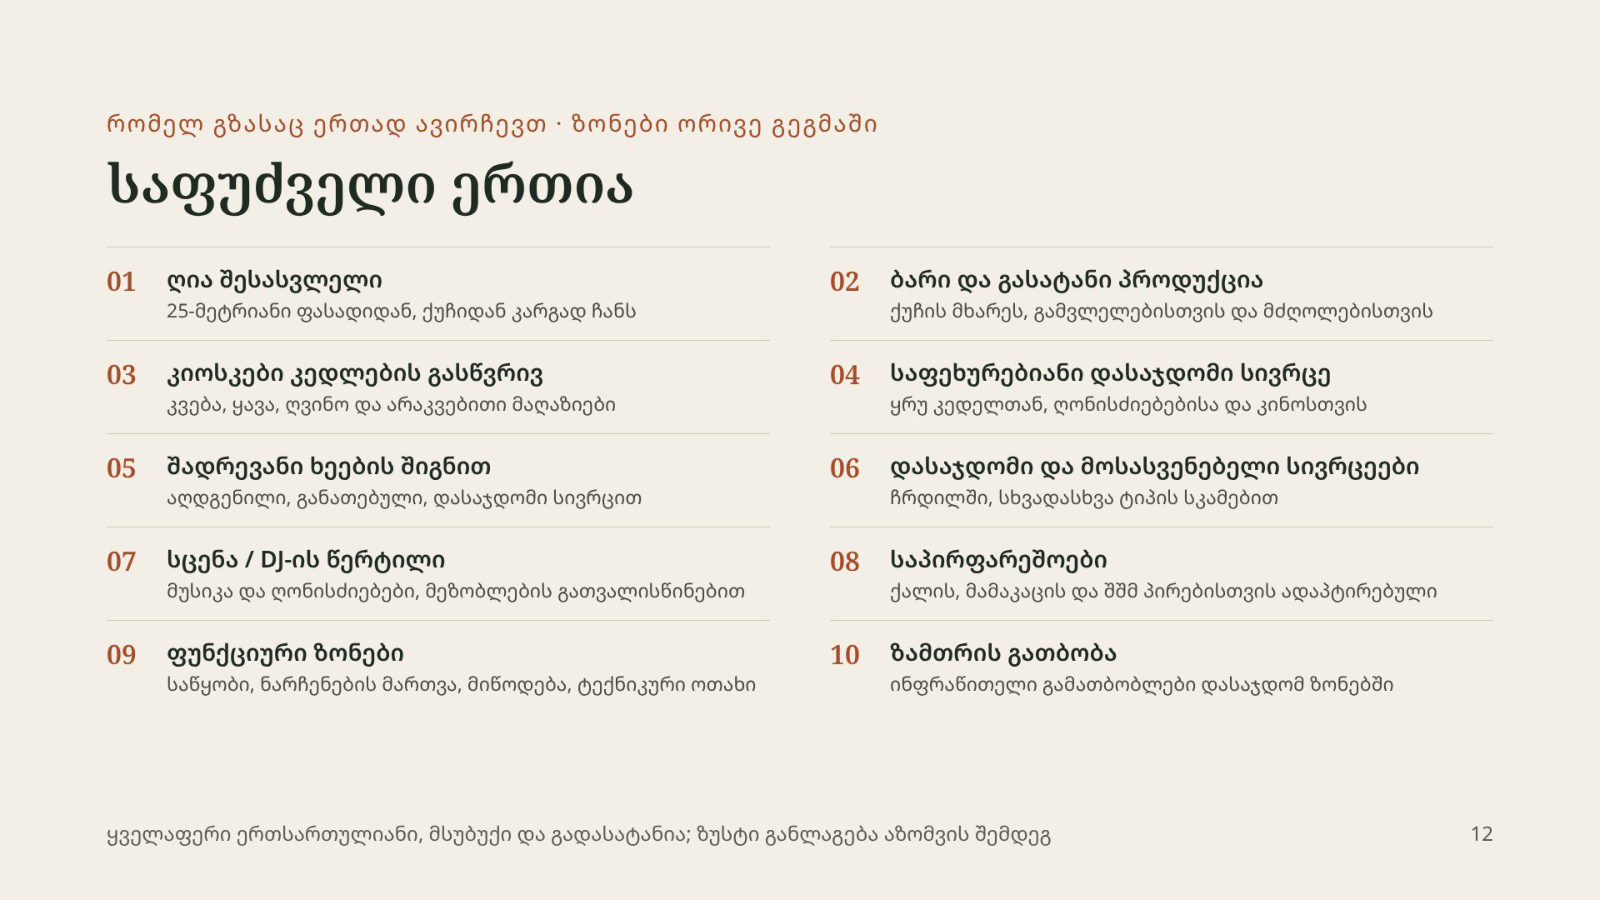 რომელ გზასაც ერთად ავირჩევთ · ზონები ორივე გეგმაში
საფუძველი ერთია
01 ღია შესასვლელი
25-მეტრიანი ფასადიდან, ქუჩიდან კარგად ჩანს
02 ბარი და გასატანი პროდუქცია
ქუჩის მხარეს, გამვლელებისთვის და მძღოლებისთვის
03 კიოსკები კედლების გასწვრივ
კვება, ყავა, ღვინო და არაკვებითი მაღაზიები
04 საფეხურებიანი დასაჯდომი სივრცე
ყრუ კედელთან, ღონისძიებებისა და კინოსთვის
05 შადრევანი ხეების შიგნით
აღდგენილი, განათებული, დასაჯდომი სივრცით
06 დასაჯდომი და მოსასვენებელი სივრცეები
ჩრდილში, სხვადასხვა ტიპის სკამებით
07 სცენა / DJ-ის წერტილი
მუსიკა და ღონისძიებები, მეზობლების გათვალისწინებით
08 საპირფარეშოები
ქალის, მამაკაცის და შშმ პირებისთვის ადაპტირებული
09 ფუნქციური ზონები
საწყობი, ნარჩენების მართვა, მიწოდება, ტექნიკური ოთახი
10 ზამთრის გათბობა
ინფრაწითელი გამათბობლები დასაჯდომ ზონებში
ყველაფერი ერთსართულიანი, მსუბუქი და გადასატანია; ზუსტი განლაგება აზომვის შემდეგ
12